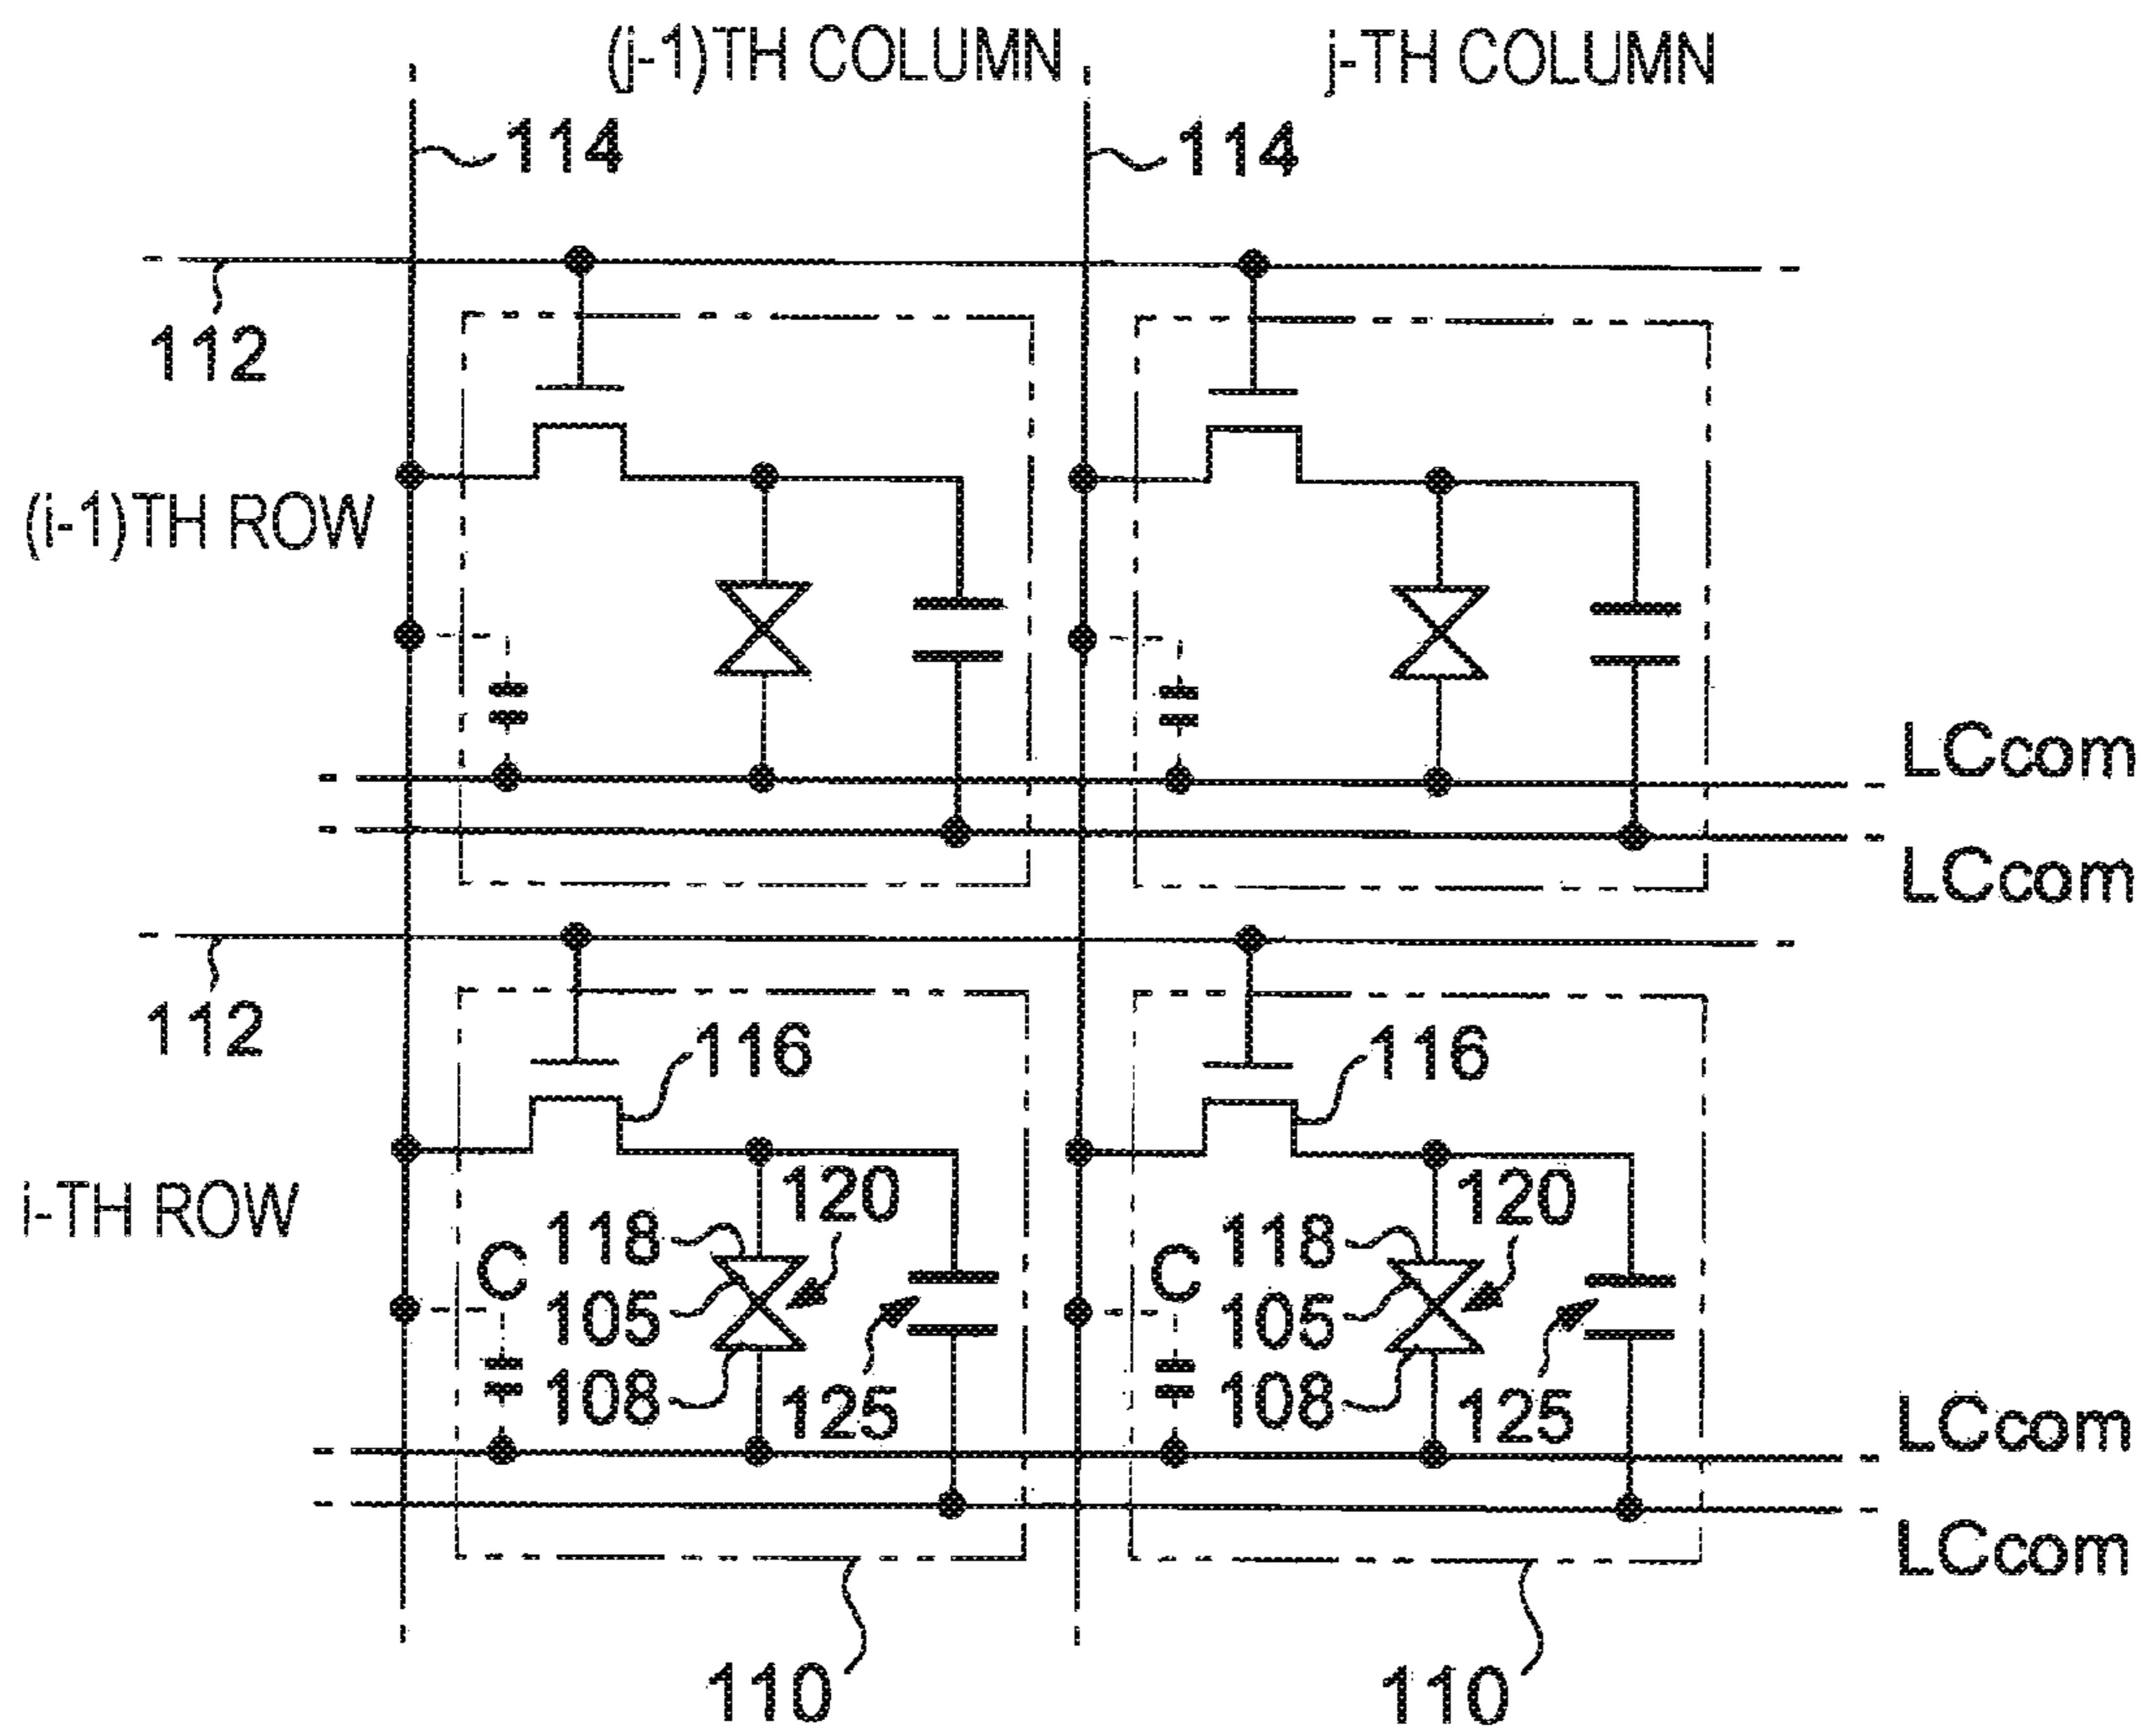 (j-1)TH COLUMN
j-TH COLUMN
114
114
112
(i-1)TH ROW
LCcom
LCcom
112
116
116
i-TH ROW
120
120
118
118
C
C
105
105
108
108
125
125
LCcom
LCcom
110
110